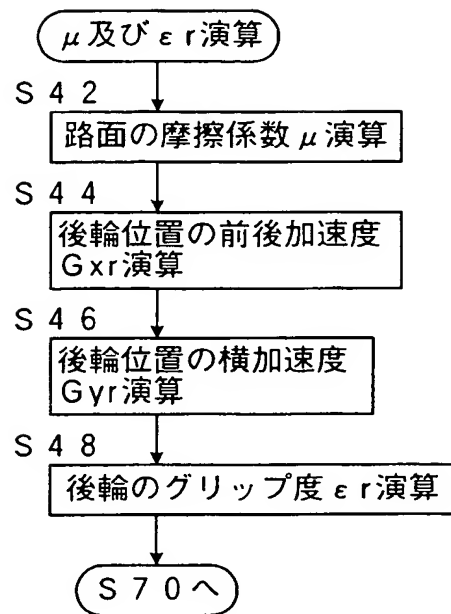 μ及びεr演算
S42
路面の摩擦係数μ演算
S44
後輪位置の前後加速度
Gxr演算
S46
後輪位置の横加速度
Gyr演算
S48
後輪のグリップ度εr演算
S70へ